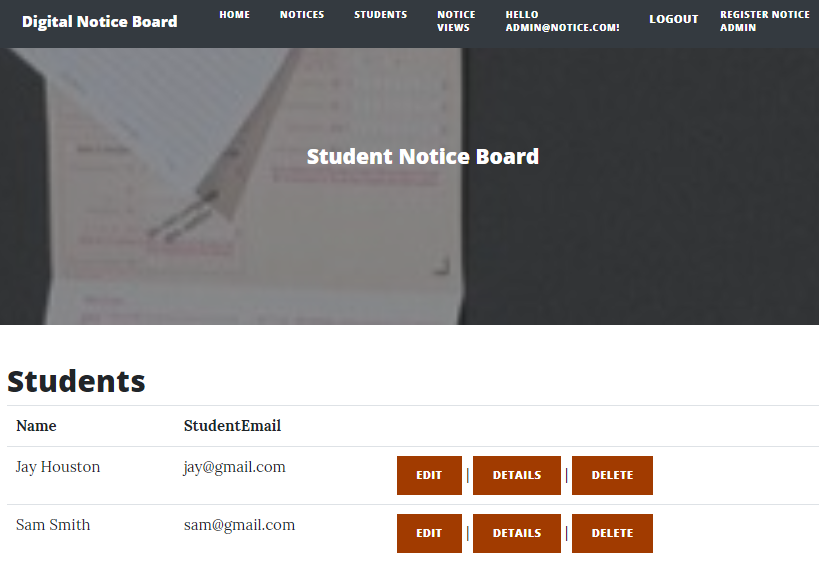 Digital Notice Board
HOME
NOTICES
STUDENTS
NOTICE
VIEWS
HELLO
ADMIN@NOTICE.COM!
LOGOUT
REGISTER NOTICE
ADMIN
Student Notice Board
Students
Name StudentEmail
Jay Houston jay@gmail.com EDIT | DETAILS | DELETE
Sam Smith sam@gmail.com EDIT | DETAILS | DELETE